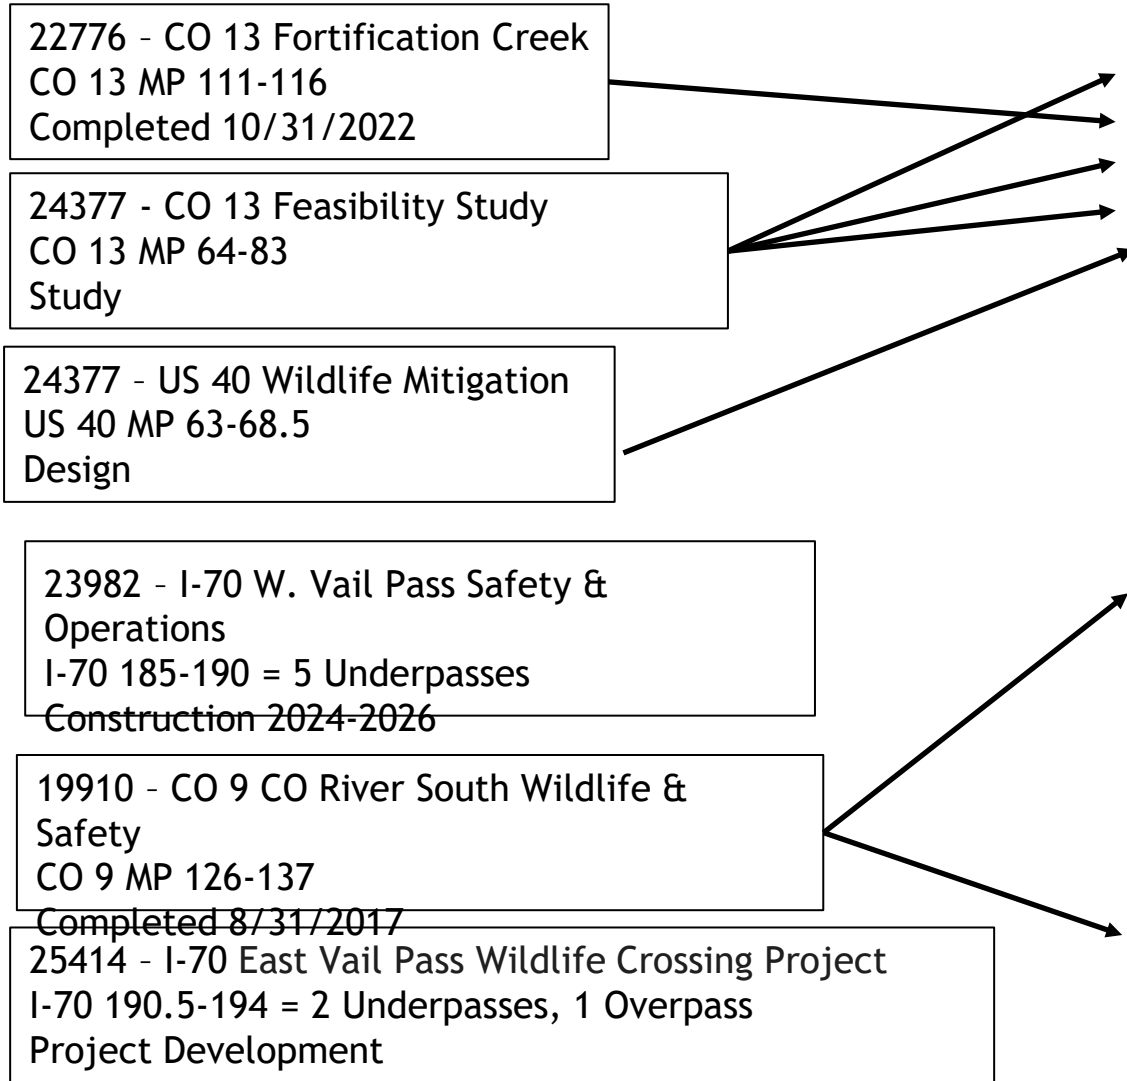 22776 – CO 13 Fortification Creek
CO 13 MP 111-116
Completed 10/31/2022
24377 - CO 13 Feasibility Study
CO 13 MP 64-83
Study
24377 – US 40 Wildlife Mitigation
US 40 MP 63-68.5
Design
23982 – I-70 W. Vail Pass Safety &
Operations
I-70 185-190 = 5 Underpasses
Construction 2024-2026
19910 – CO 9 CO River South Wildlife &
Safety
CO 9 MP 126-137
Completed 8/31/2017
25414 – I-70 East Vail Pass Wildlife Crossing Project
I-70 190.5-194 = 2 Underpasses, 1 Overpass
Project Development